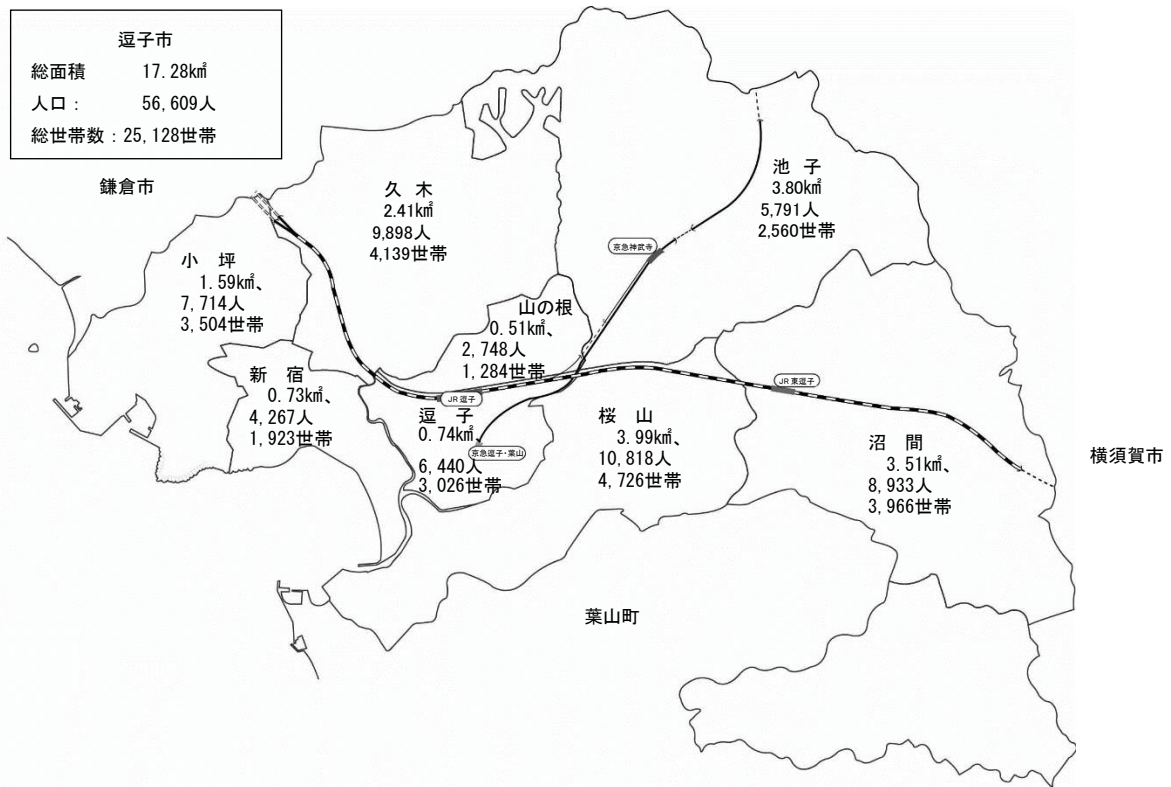 逗子市
総面積 17.28k㎡
人口: 56,609人
総世帯数:25,128世帯
鎌倉市
久 木
2.41k㎡
9,898人
4,139世帯
池 子
3.80k㎡
5,791人
2,560世帯
京急神武寺
小 坪
1.59k㎡、
7,714人
3,504世帯
山の根
0.51k㎡、
2,748人
1,284世帯
新 宿
0.73k㎡、
4,267人
1,923世帯
JR 逗子
逗 子
0.74k㎡、
京急逗子・葉山
6,440人
3,026世帯
桜 山
3.99k㎡、
10,818人
4,726世帯
JR 東逗子
沼 間
3.51k㎡、
8,933人
3,966世帯
横須賀市
葉山町